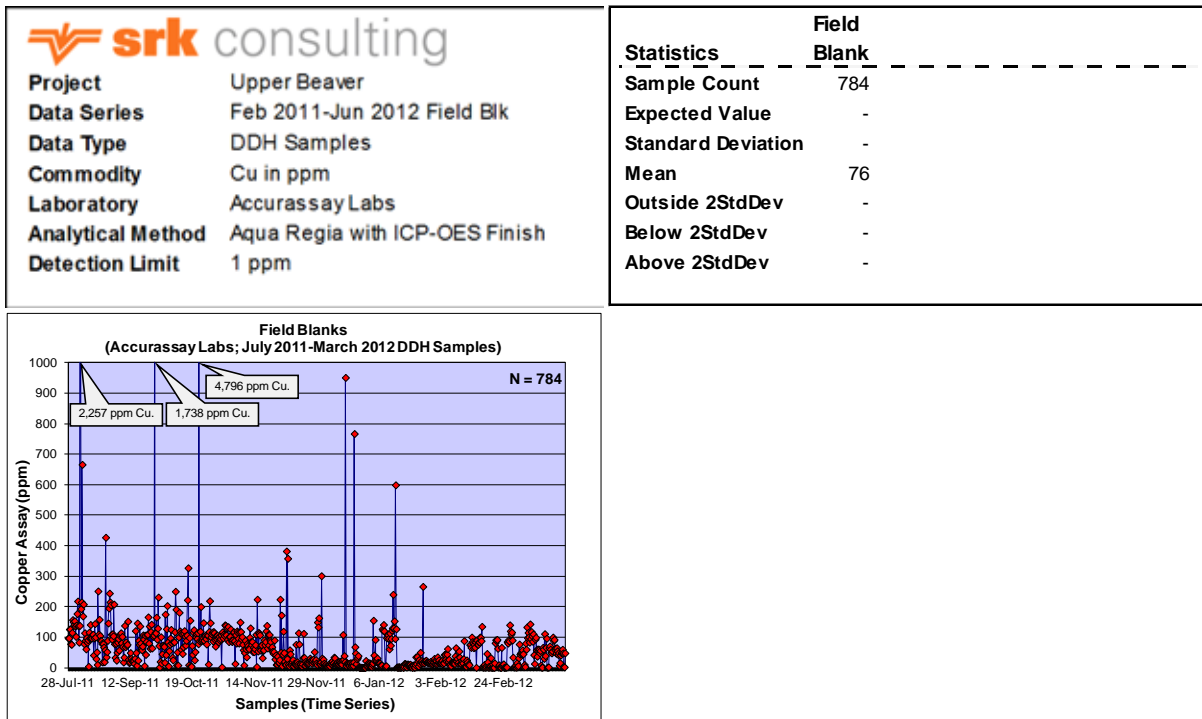 srk consulting
Project Upper Beaver
Data Series Feb 2011-Jun 2012 Field Blk
Data Type DDH Samples
Commodity Cu in ppm
Laboratory Accurassay Labs
Analytical Method Aqua Regia with ICP-OES Finish
Detection Limit 1 ppm
Field
Statistics Blank
Sample Count 784
Expected Value -
Standard Deviation -
Mean 76
Outside 2StdDev -
Below 2StdDev -
Above 2StdDev -
Field Blanks
(Accurassay Labs; July 2011-March 2012 DDH Samples)
N = 784
4,796 ppm Cu.
2,257 ppm Cu. 1,738 ppm Cu.
Copper Assay (ppm)
1000
900
800
700
600
500
400
300
200
100
0
28-Jul-11 12-Sep-11 19-Oct-11 14-Nov-11 29-Nov-11 6-Jan-12 3-Feb-12 24-Feb-12
Samples (Time Series)